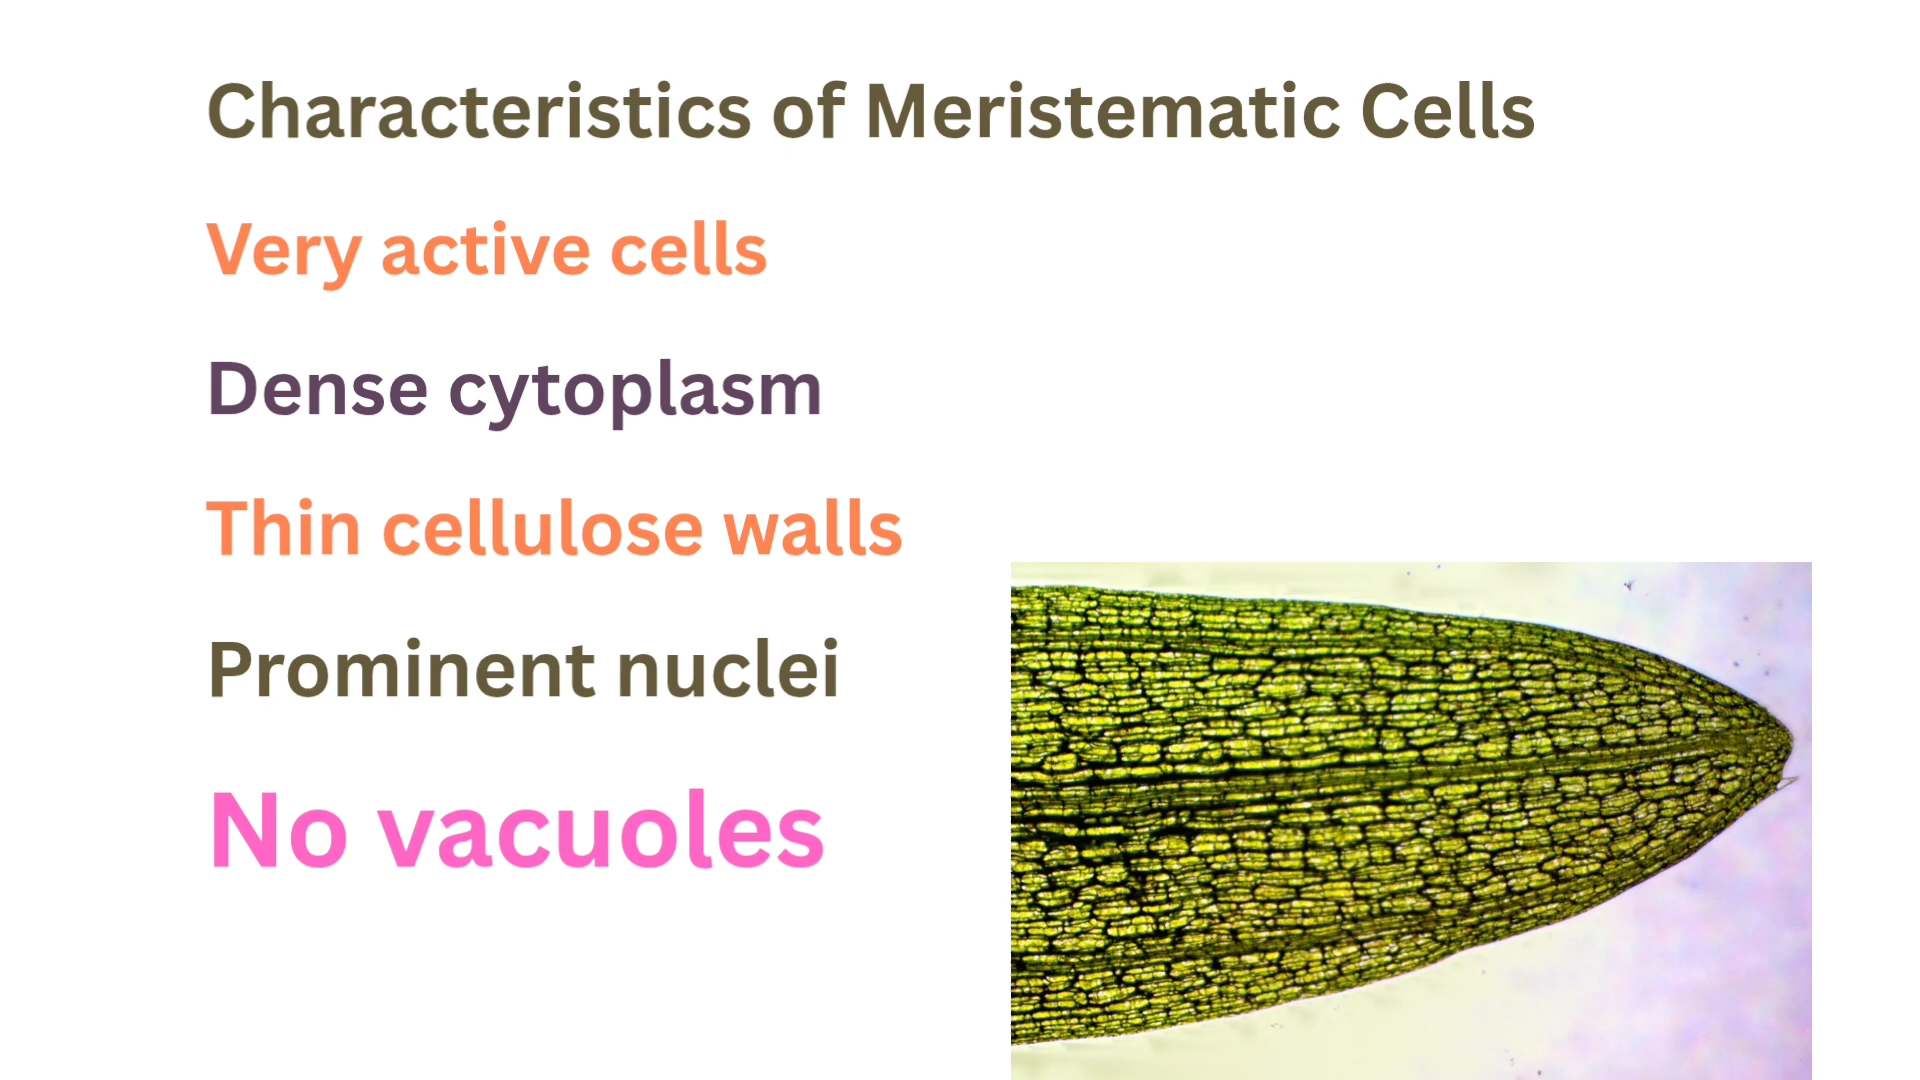 Characteristics of Meristematic Cells
Very active cells
Dense cytoplasm
Thin cellulose walls
Prominent nuclei
No vacuoles